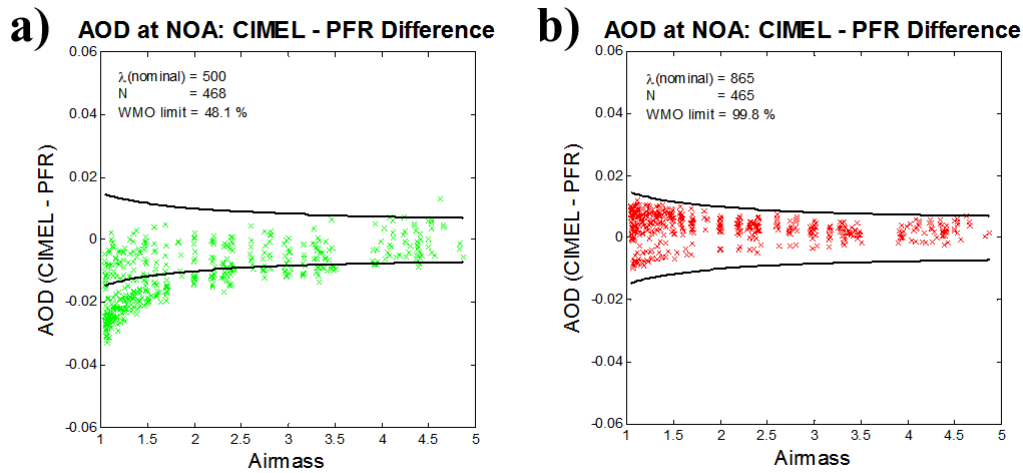 a) AOD at NOA: CIMEL - PFR Difference
0.06
0.04
0.02
0
-0.02
-0.04
-0.06
AOD (CIMEL - PFR)
λ(nominal) = 500
N = 468
WMO limit = 48.1 %
1 1.5 2 2.5 3 3.5 4 4.5 5
Airmass
b) AOD at NOA: CIMEL - PFR Difference
0.06
0.04
0.02
0
-0.02
-0.04
-0.06
AOD (CIMEL - PFR)
λ(nominal) = 865
N = 465
WMO limit = 99.8 %
1 1.5 2 2.5 3 3.5 4 4.5 5
Airmass